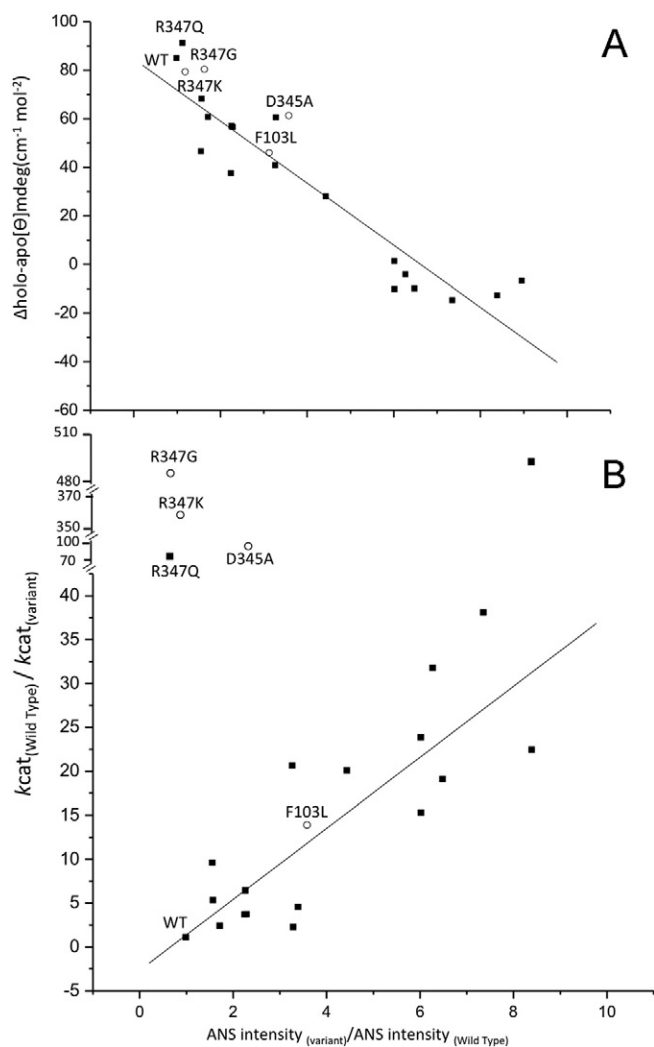 A
100
80
60
40
20
0
-20
-40
-60
Δholo-apo[Θ]mdeg(cm⁻¹ mol⁻²)
R347Q
WT
R347G
R347K
D345A
F103L
B
510
480
370
350
100
70
40
35
30
25
20
15
10
5
0
-5
kcat(Wild Type) / kcat(variant)
R347G
R347K
R347Q
D345A
F103L
WT
0 2 4 6 8 10
ANS intensity (variant)/ANS intensity (Wild Type)